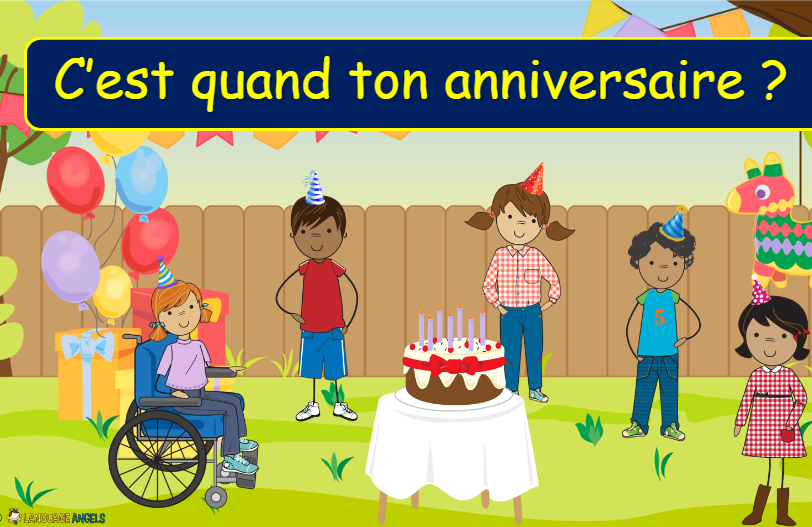 C'est quand ton anniversaire ?
5
LANGUAGE ANGELS